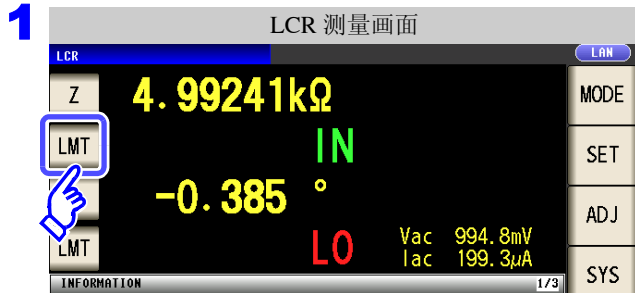 1
LCR 测量画面
LCR
LAN
Z
4.99241kΩ
MODE
LMT
IN
SET
-0.385 °
ADJ
LMT
LO
Vac 994.8mV
Iac 199.3µA
SYS
INFORMATION
1/3